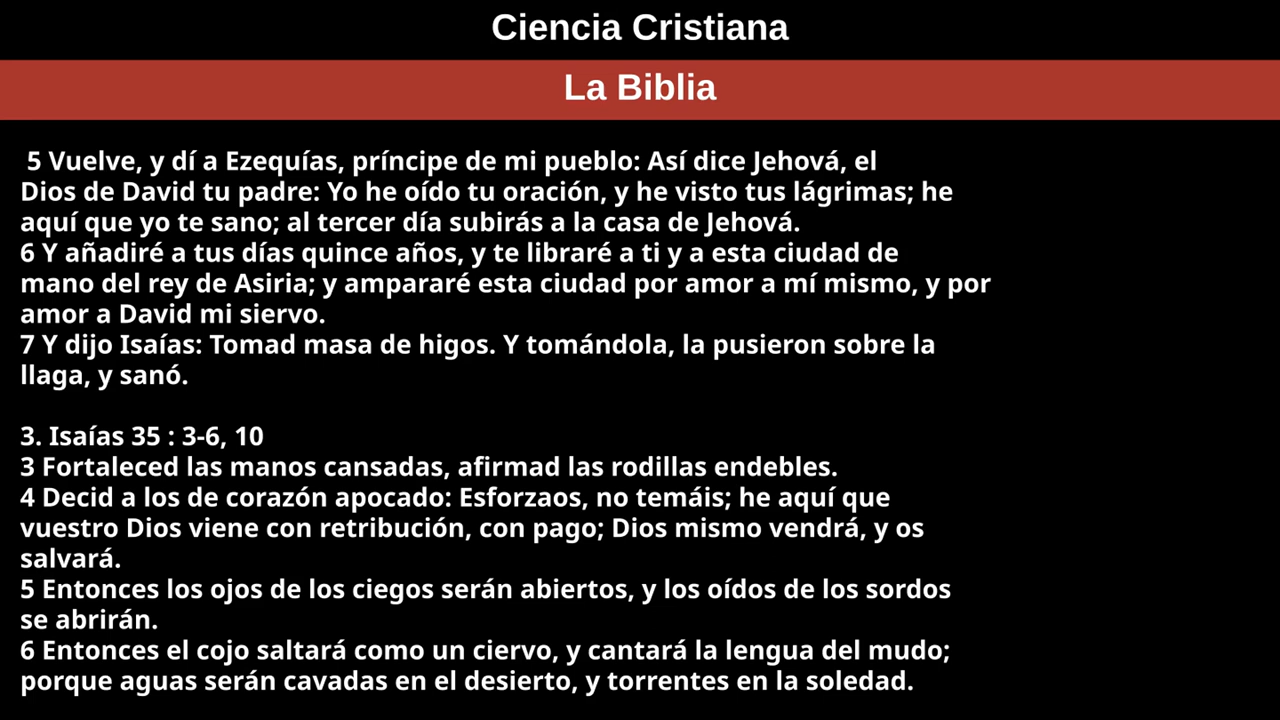 Ciencia Cristiana
La Biblia
5 Vuelve, y dí a Ezequías, príncipe de mi pueblo: Así dice Jehová, el
Dios de David tu padre: Yo he oído tu oración, y he visto tus lágrimas; he
aquí que yo te sano; al tercer día subirás a la casa de Jehová.
6 Y añadiré a tus días quince años, y te libraré a ti y a esta ciudad de
mano del rey de Asiria; y ampararé esta ciudad por amor a mí mismo, y por
amor a David mi siervo.
7 Y dijo Isaías: Tomad masa de higos. Y tomándola, la pusieron sobre la
llaga, y sanó.
3. Isaías 35 : 3-6, 10
3 Fortaleced las manos cansadas, afirmad las rodillas endebles.
4 Decid a los de corazón apocado: Esforzaos, no temáis; he aquí que
vuestro Dios viene con retribución, con pago; Dios mismo vendrá, y os
salvará.
5 Entonces los ojos de los ciegos serán abiertos, y los oídos de los sordos
se abrirán.
6 Entonces el cojo saltará como un ciervo, y cantará la lengua del mudo;
porque aguas serán cavadas en el desierto, y torrentes en la soledad.